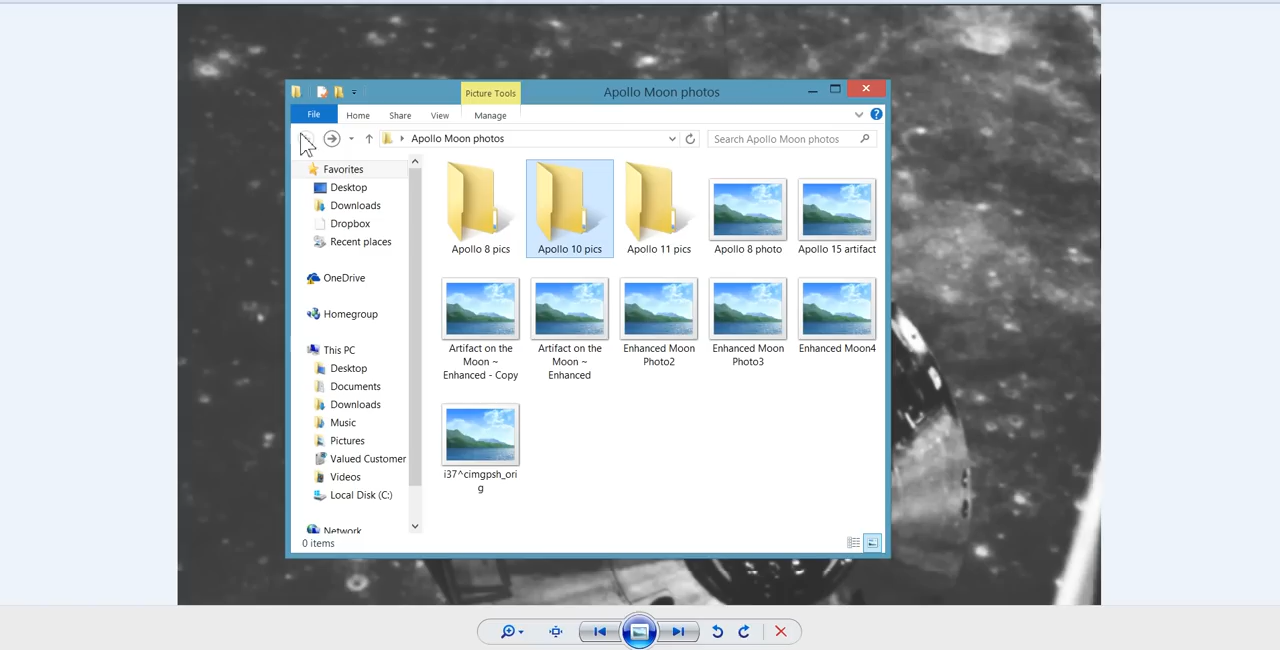 Picture Tools
Apollo Moon photos
File
Home
Share
View
Manage
Apollo Moon photos
Search Apollo Moon photos
Favorites
Desktop
Downloads
Dropbox
Recent places
OneDrive
Homegroup
This PC
Desktop
Documents
Downloads
Music
Pictures
Valued Customer
Videos
Local Disk (C:)
Network
Apollo 8 pics
Apollo 10 pics
Apollo 11 pics
Apollo 8 photo
Apollo 15 artifact
Artifact on the
Moon ~
Enhanced - Copy
Artifact on the
Moon ~
Enhanced
Enhanced Moon
Photo2
Enhanced Moon
Photo3
Enhanced Moon4
i37^cimgpsh_ori
g
0 items